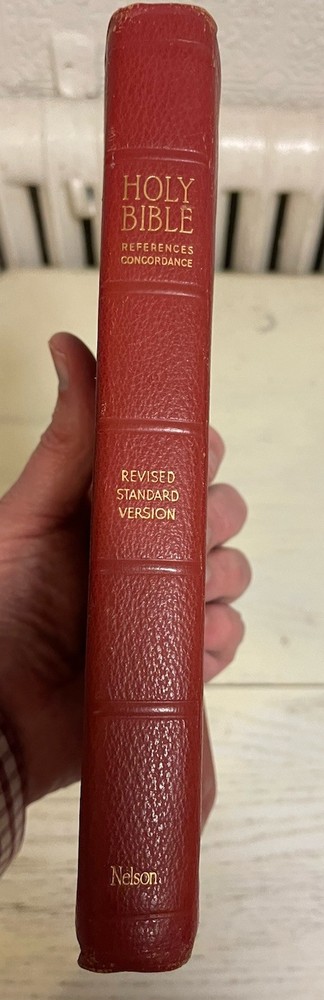 HOLY
BIBLE
REFERENCES
CONCORDANCE
REVISED
STANDARD
VERSION
Nelson